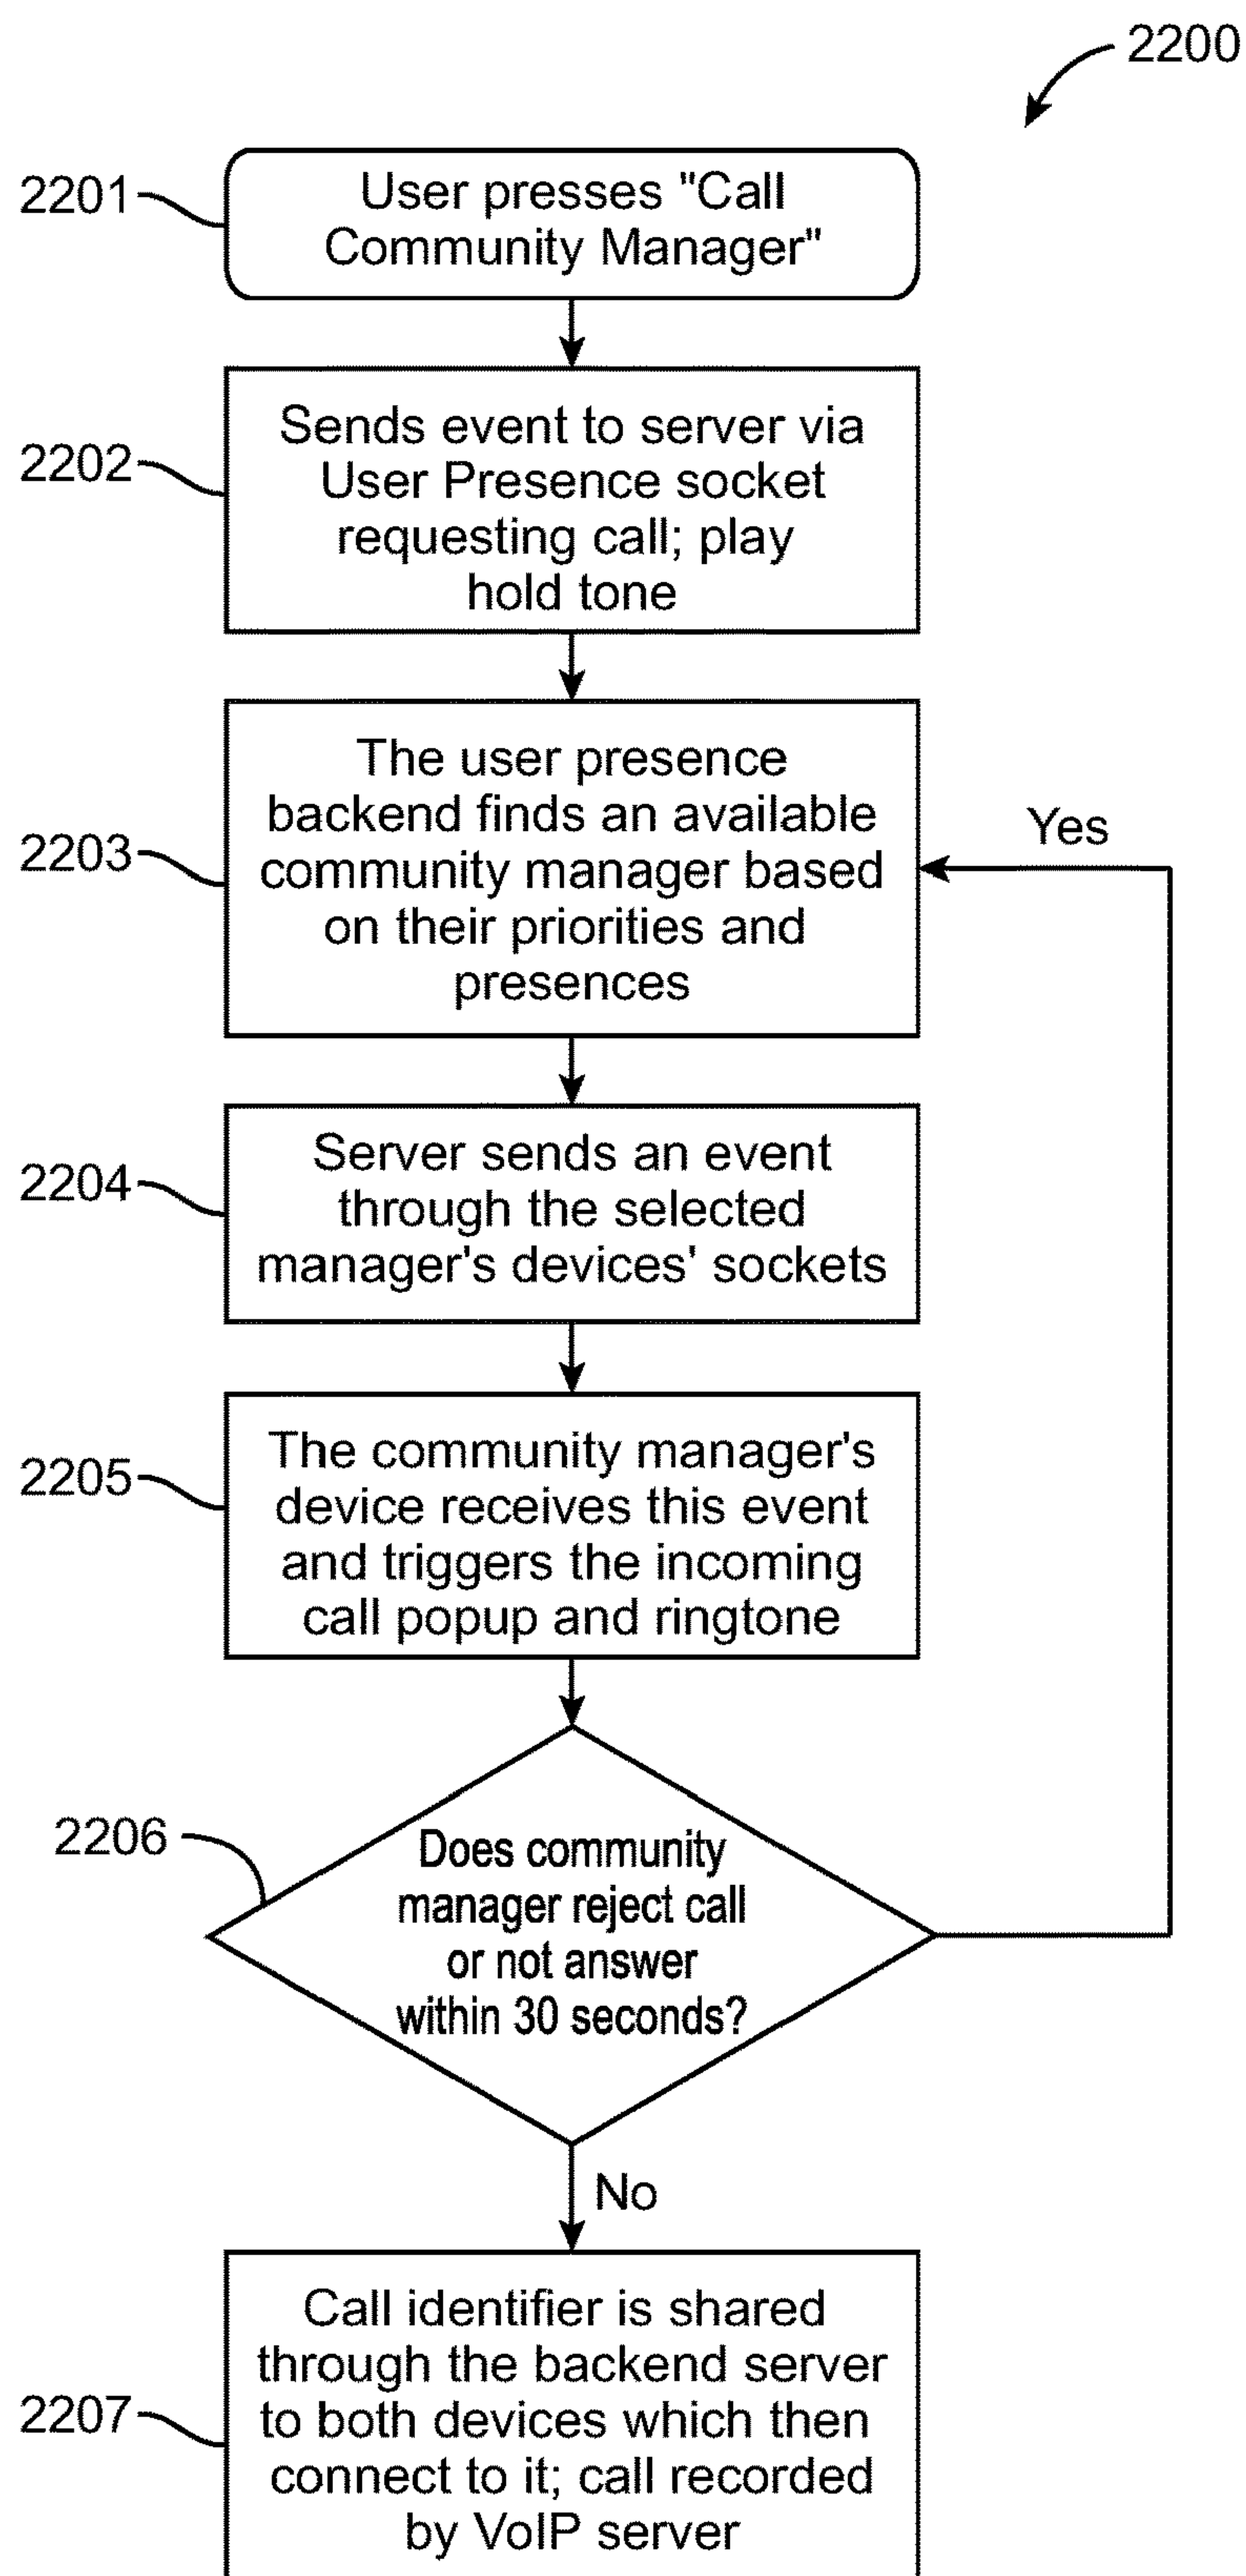 2200
2201
User presses "Call
Community Manager"
2202
Sends event to server via
User Presence socket
requesting call; play
hold tone
2203
The user presence
backend finds an available
community manager based
on their priorities and
presences
Yes
2204
Server sends an event
through the selected
manager's devices' sockets
2205
The community manager's
device receives this event
and triggers the incoming
call popup and ringtone
2206
Does community
manager reject call
or not answer
within 30 seconds?
No
2207
Call identifier is shared
through the backend server
to both devices which then
connect to it; call recorded
by VoIP server